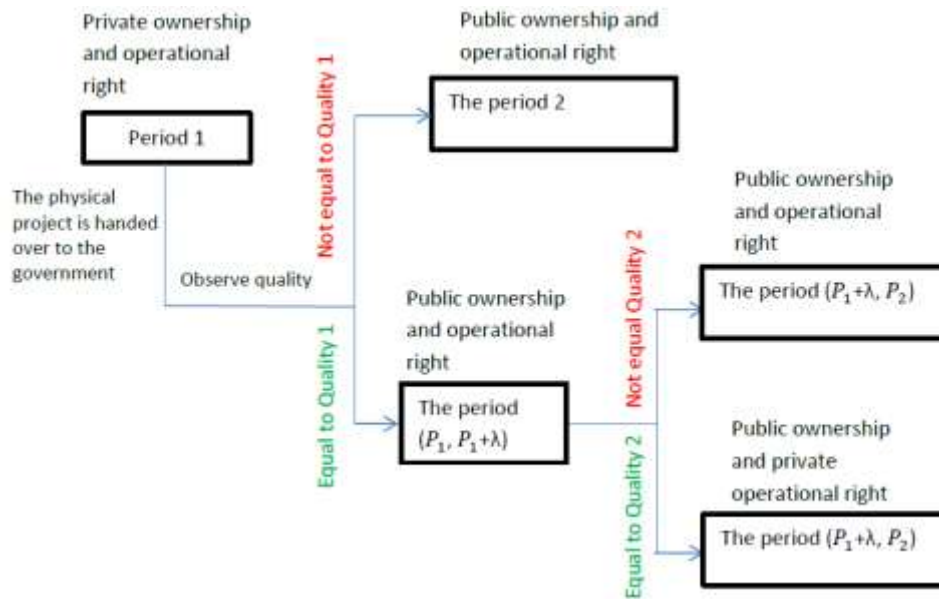 Private ownership
and operational
right
Period 1
The physical
project is handed
over to the
government
Observe quality
Not equal to Quality 1
Equal to Quality 1
Public ownership and
operational right
The period 2
Public ownership
and operational
right
The period
(P₁, P₁+λ)
Not equal Quality 2
Equal to Quality 2
Public ownership
and operational
right
The period (P₁+λ, P₂)
Public ownership
and private
operational right
The period (P₁+λ, P₂)